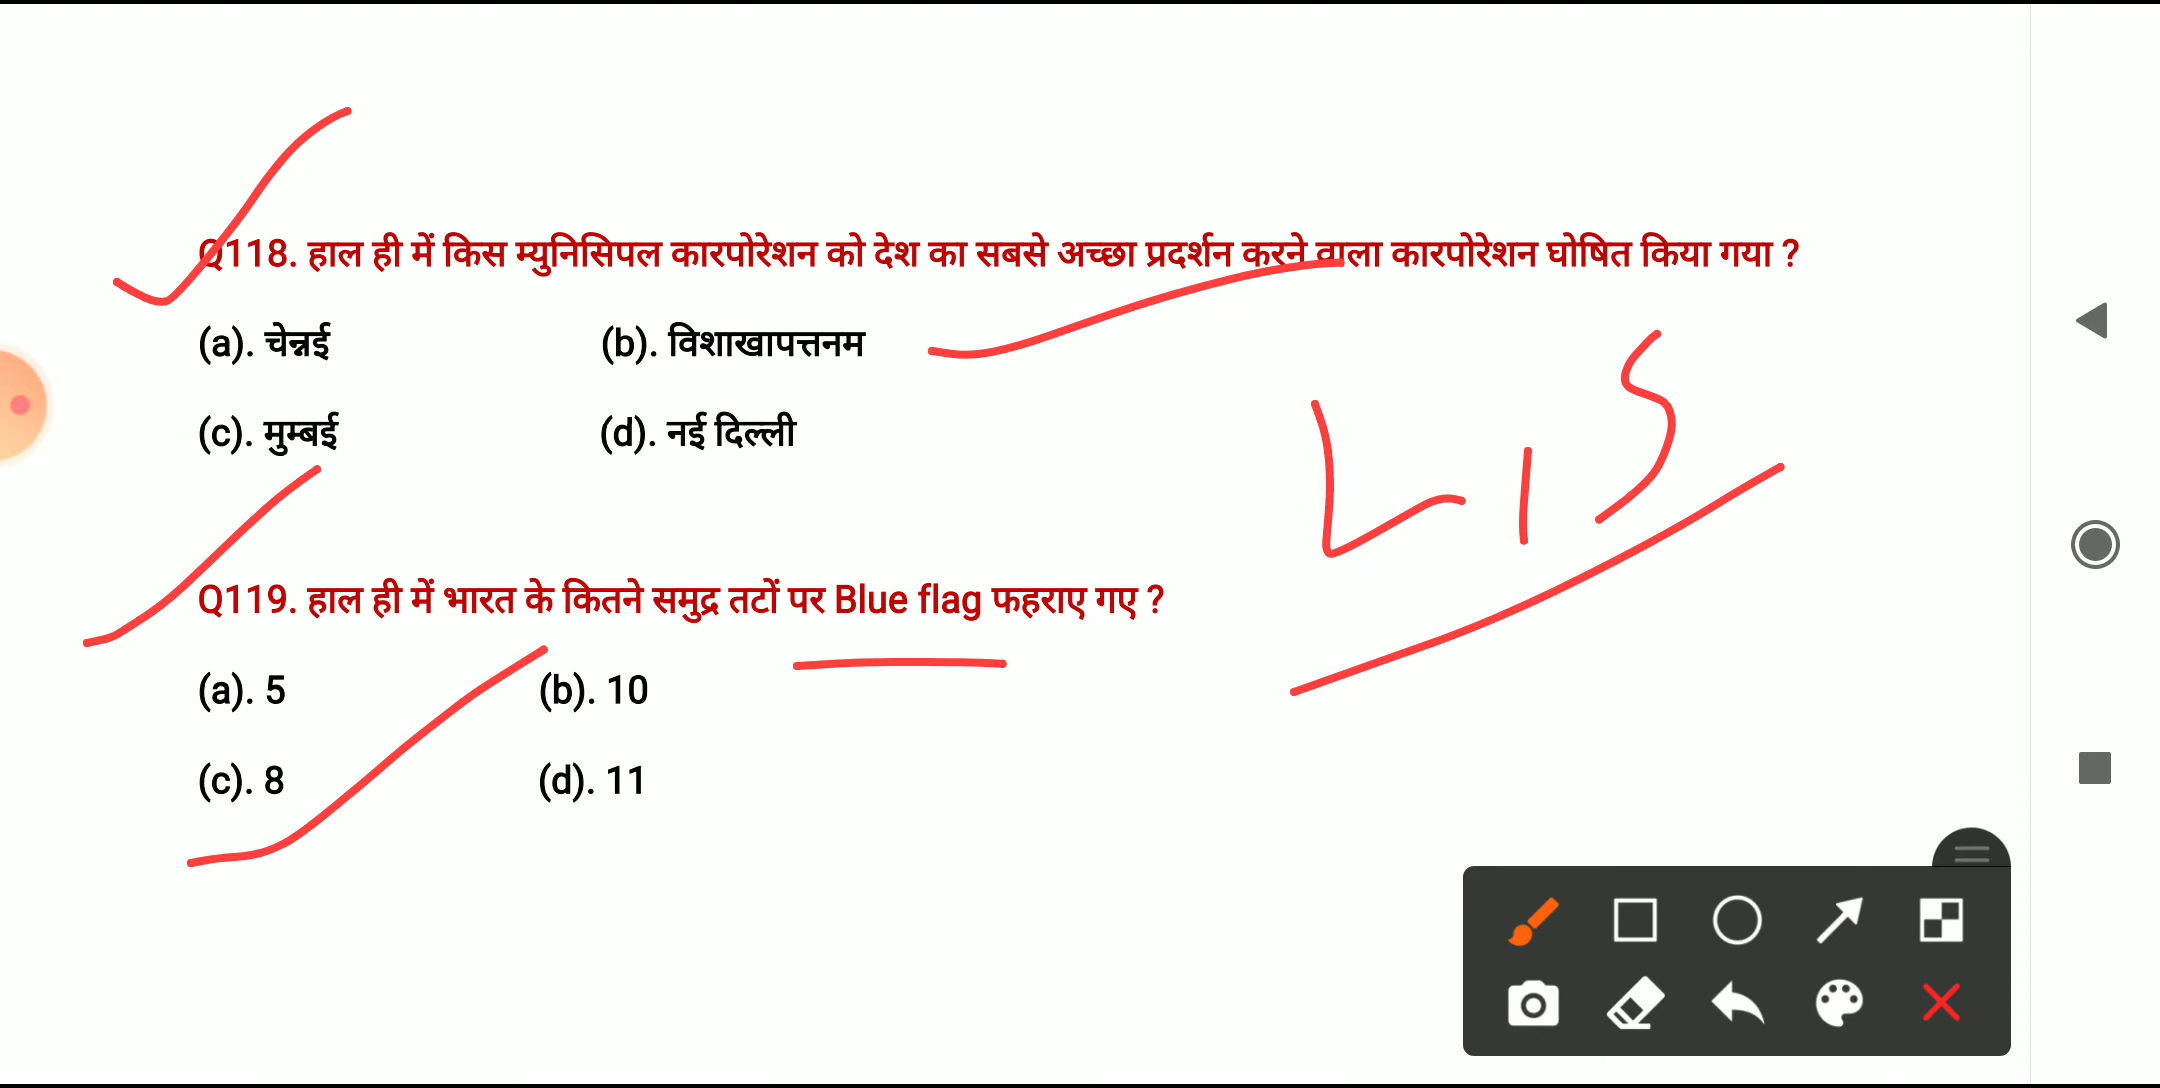 Q118. हाल ही में किस म्युनिसिपल कारपोरेशन को देश का सबसे अच्छा प्रदर्शन करने वाला कारपोरेशन घोषित किया गया ?
(a). चेन्नई (b). विशाखापत्तनम
(c). मुम्बई (d). नई दिल्ली
Q119. हाल ही में भारत के कितने समुद्र तटों पर Blue flag फहराए गए ?
(a). 5 (b). 10
(c). 8 (d). 11